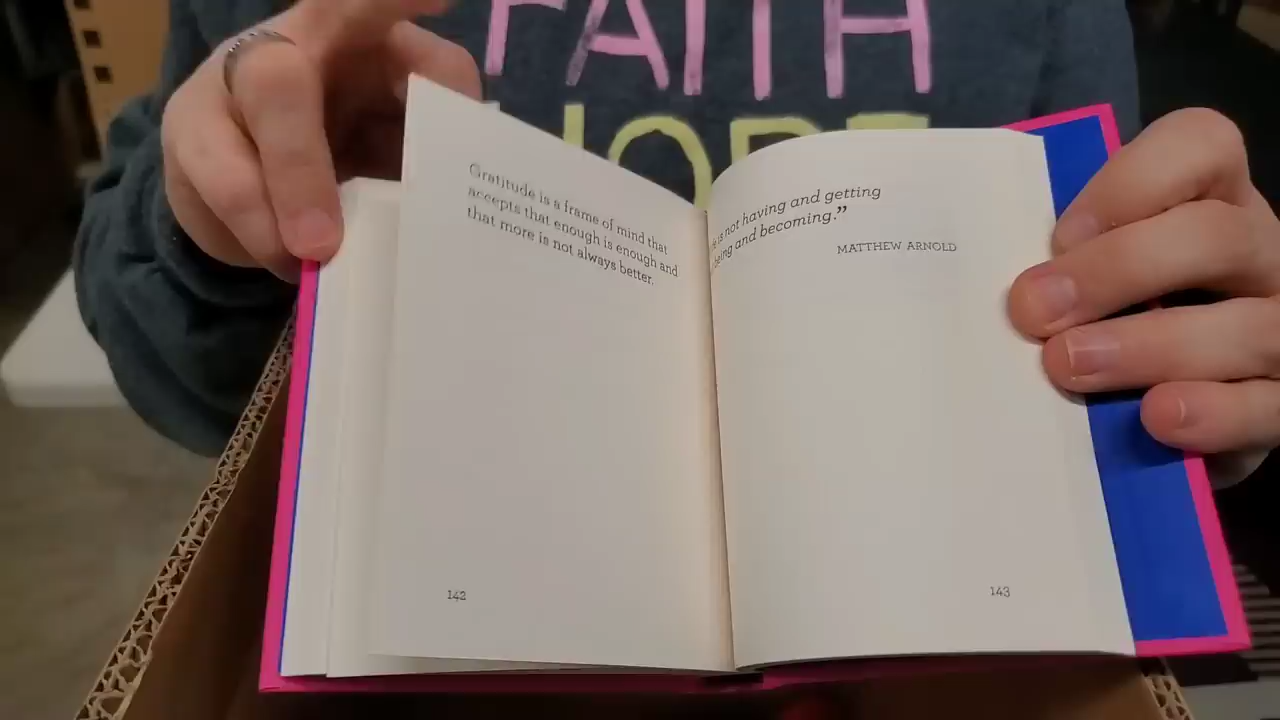 FAITH
HOPE
Gratitude is a frame of mind that
accepts that enough is enough and
that more is not always better.
is not having and getting
being and becoming.”
MATTHEW ARNOLD
142
143